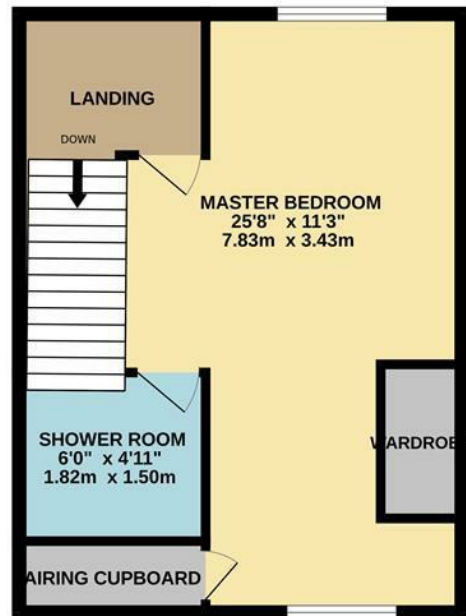 LANDING
DOWN
MASTER BEDROOM
25'8" x 11'3"
7.83m x 3.43m
SHOWER ROOM
6'0" x 4'11"
1.82m x 1.50m
WARDROBE
AIRING CUPBOARD